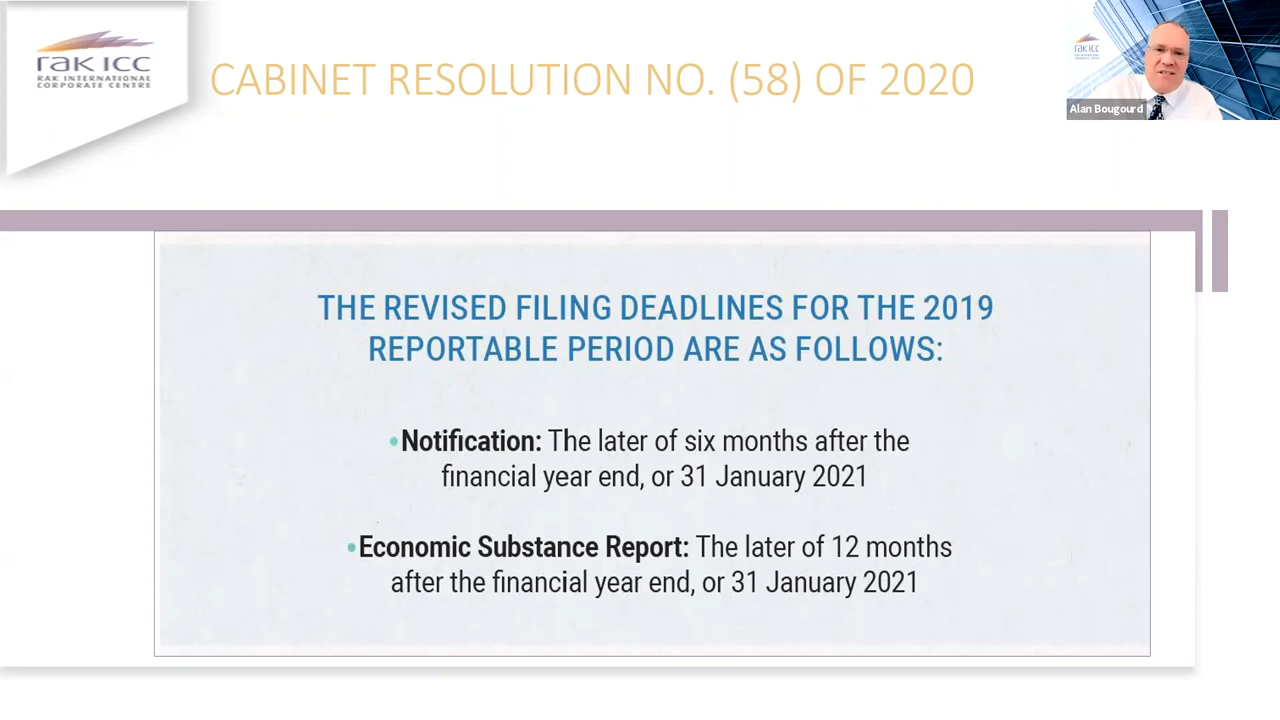 rak icc
RAK INTERNATIONAL
CORPORATE CENTRE
CABINET RESOLUTION NO. (58) OF 2020
Alan Bougourd
THE REVISED FILING DEADLINES FOR THE 2019
REPORTABLE PERIOD ARE AS FOLLOWS:
•Notification: The later of six months after the
financial year end, or 31 January 2021
•Economic Substance Report: The later of 12 months
after the financial year end, or 31 January 2021